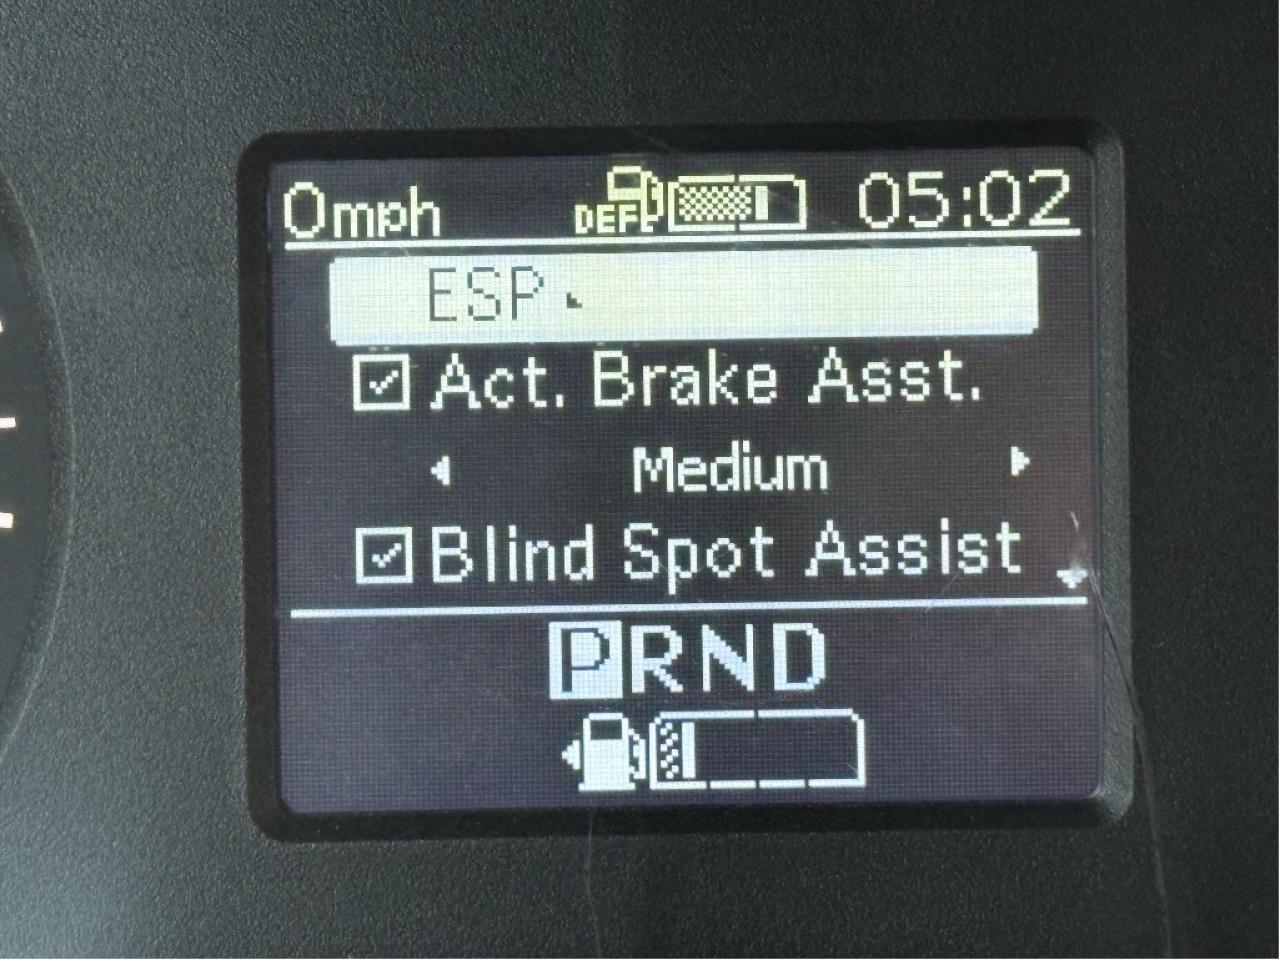 0mph DEF 05:02
ESP
Act. Brake Asst.
Medium
Blind Spot Assist
PRND